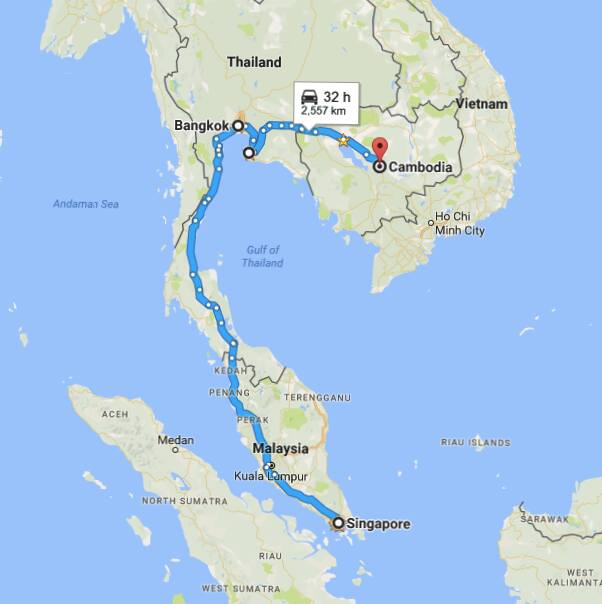 Thailand
32 h
2,557 km
Vietnam
Bangkok
Cambodia
Andaman Sea
Ho Chi
Minh City
Gulf of
Thailand
KEDAH
PENANG
TERENGGANU
ACEH
PERAK
Medan
Malaysia
RIAU ISLANDS
Kuala Lumpur
NORTH SUMATRA
Singapore
SARAWAK
RIAU
WEST
KALIMANTA
WEST SUMATRA